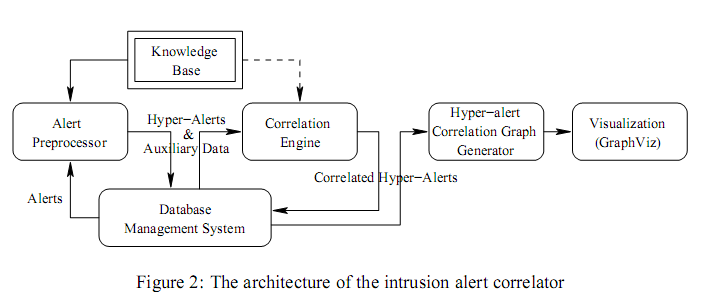 Knowledge
Base
Alert
Preprocessor
Hyper-Alerts
&
Auxiliary Data
Correlation
Engine
Hyper-alert
Correlation Graph
Generator
Visualization
(GraphViz)
Correlated Hyper-Alerts
Alerts
Database
Management System
Figure 2: The architecture of the intrusion alert correlator